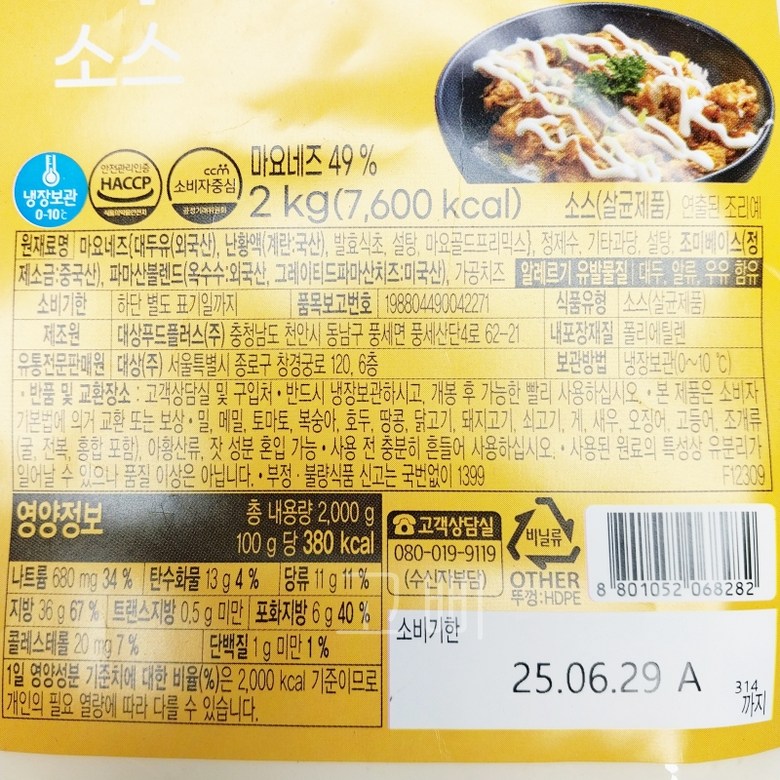 소스
냉장보관
0-10℃
안전관리인증
HACCP
식품의약품안전처
ccm
소비자중심
공정거래위원회
마요네즈 49 %
2 kg(7,600 kcal)
소스(살균제품) 연출된 조리예
원재료명 마요네즈{대두유(외국산), 난황액(계란:국산), 발효식초, 설탕, 마요골드프리믹스}, 정제수, 기타과당, 설탕, 조미베이스(정
제소금:중국산), 파마산블렌드(옥수수:외국산, 그레이티드파마산치즈:미국산), 가공치즈 알레르기 유발물질 대두, 알류, 우유 함유
소비기한 하단 별도 표기일까지 품목보고번호 198804490042271 식품유형 소스(살균제품)
제조원 대상푸드플러스(주) 충청남도 천안시 동남구 풍세면 풍세산단4로 62-21 내포장재질 폴리에틸렌
유통전문판매원 대상(주) 서울특별시 종로구 창경궁로 120, 6층 보관방법 냉장보관(0~10 ℃)
• 반품 및 교환장소 : 고객상담실 및 구입처 • 반드시 냉장보관하시고, 개봉 후 가능한 빨리 사용하십시오. • 본 제품은 소비자
기본법에 의거 교환 또는 보상 • 밀, 메밀, 토마토, 복숭아, 호두, 땅콩, 닭고기, 돼지고기, 쇠고기, 게, 새우, 오징어, 고등어, 조개류
(굴, 전복, 홍합 포함), 아황산류, 잣 성분 혼입 가능 • 사용 전 충분히 흔들어 사용하십시오. • 사용된 원료의 특성상 유분리가
일어날 수 있으나 품질 이상은 아닙니다. • 부정 · 불량식품 신고는 국번없이 1399 F12309
영양정보
총 내용량 2,000 g
100 g 당 380 kcal
나트륨 680 mg 34 % 탄수화물 13 g 4 % 당류 11 g 11 %
지방 36 g 67 % 트랜스지방 0.5 g 미만 포화지방 6 g 40 %
콜레스테롤 20 mg 7 % 단백질 1 g 미만 1 %
1일 영양성분 기준치에 대한 비율(%)은 2,000 kcal 기준이므로
개인의 필요 열량에 따라 다를 수 있습니다.
고객상담실
080-019-9119
(수신자부담)
비닐류
OTHER
뚜껑:HDPE
8 801052 068282
소비기한
25.06.29 A
314
까지